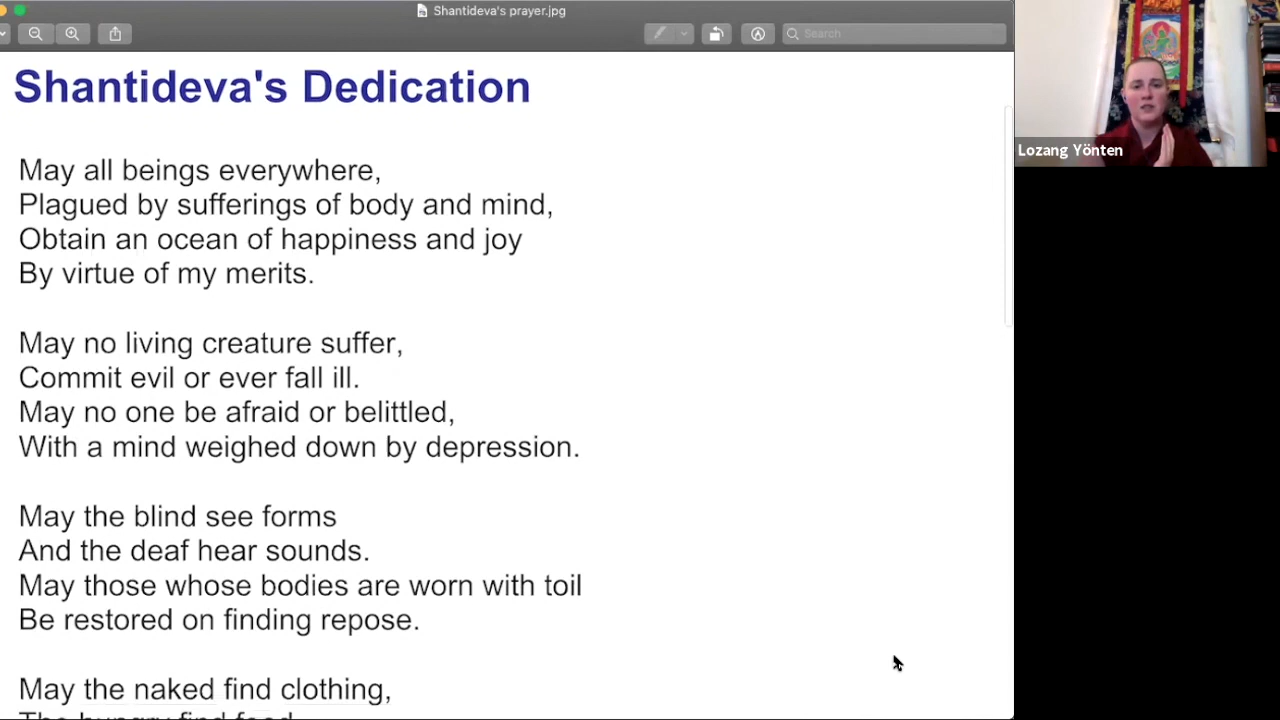 Shantideva's prayer.jpg
Search
Shantideva's Dedication
May all beings everywhere,
Plagued by sufferings of body and mind,
Obtain an ocean of happiness and joy
By virtue of my merits.
May no living creature suffer,
Commit evil or ever fall ill.
May no one be afraid or belittled,
With a mind weighed down by depression.
May the blind see forms
And the deaf hear sounds.
May those whose bodies are worn with toil
Be restored on finding repose.
May the naked find clothing,
The hungry find food
Lozang Yönten